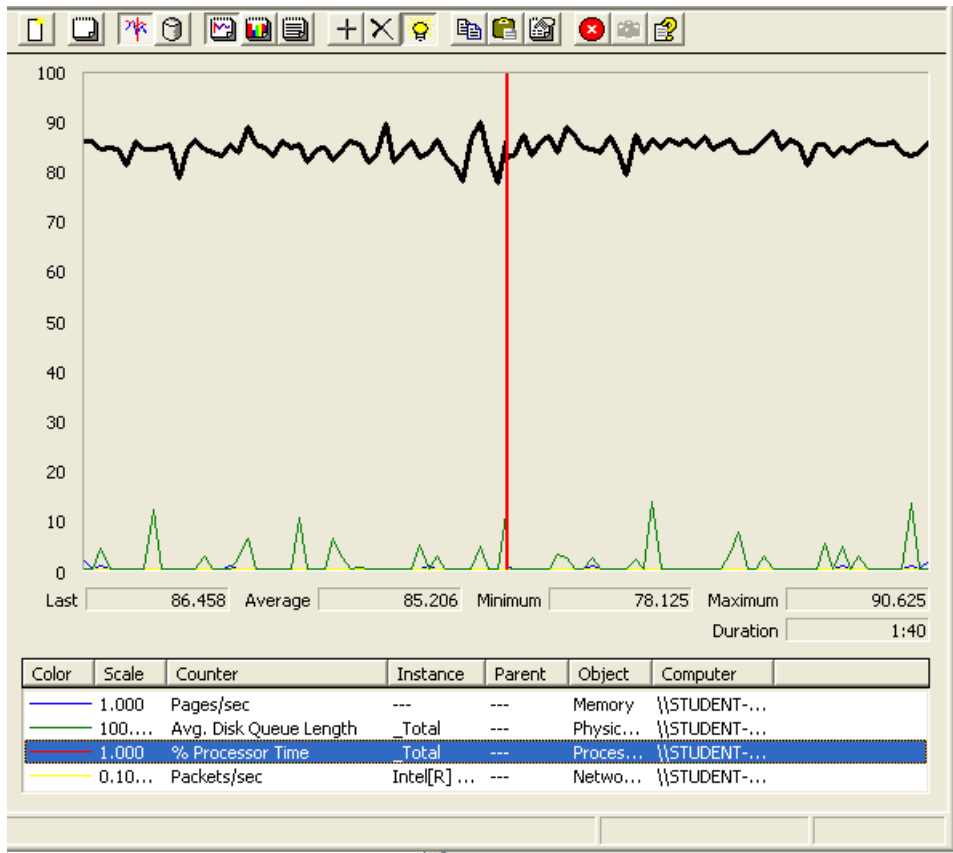 100
90
80
70
60
50
40
30
20
10
0
Last 86.458 Average 85.206 Minimum 78.125 Maximum 90.625
Duration 1:40
Color Scale Counter Instance Parent Object Computer
1.000 Pages/sec --- --- Memory \\STUDENT-...
100.... Avg. Disk Queue Length _Total --- Physic... \\STUDENT-...
1.000 % Processor Time _Total --- Proces... \\STUDENT-...
0.10... Packets/sec Intel[R] ... --- Netwo... \\STUDENT-...